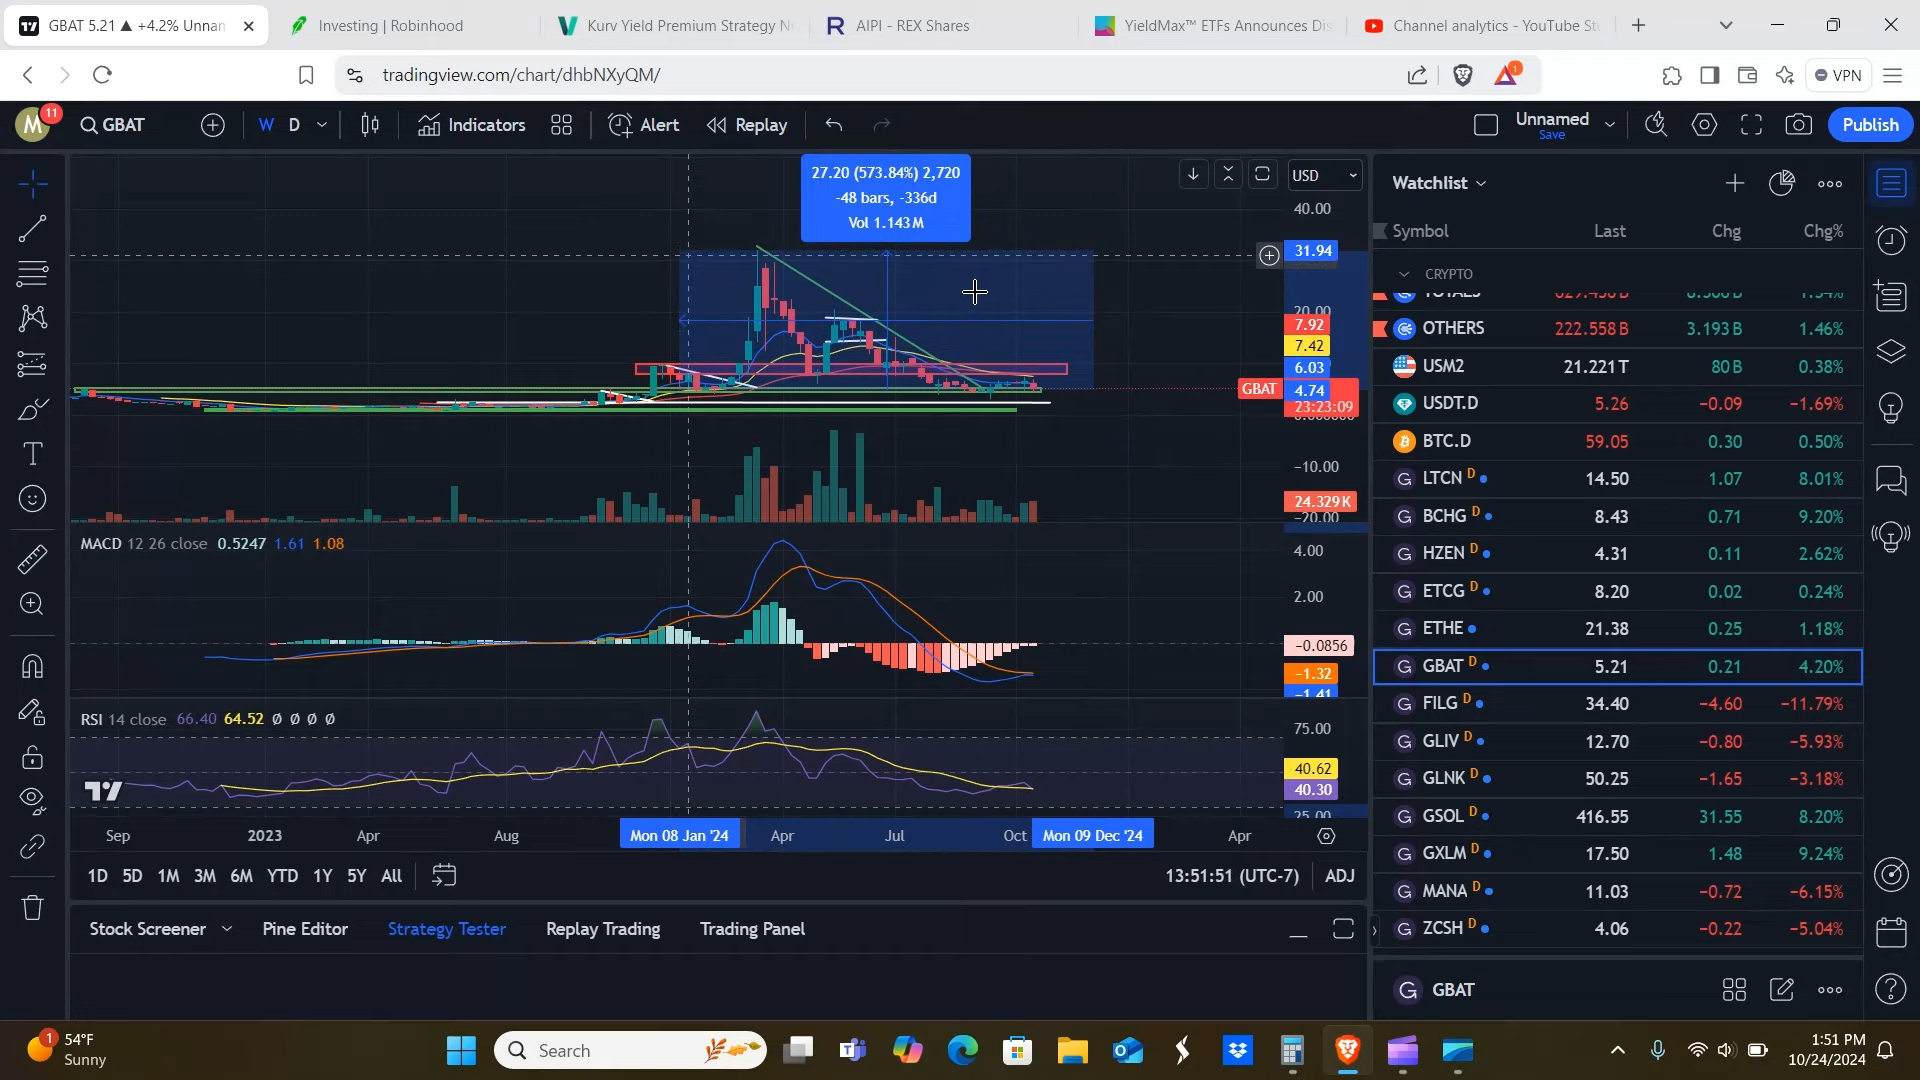 GBAT 5.21 ▲ +4.2% Unnan
Investing | Robinhood
Kurv Yield Premium Strategy N
AIPI - REX Shares
YieldMax™ ETFs Announces Dis
Channel analytics - YouTube St
tradingview.com/chart/dhbNXyQM/
1
VPN
M
11
GBAT
W
D
Indicators
Alert
Replay
Unnamed
Save
Publish
27.20 (573.84%) 2,720
-48 bars, -336d
Vol 1.143 M
USD
40.00
31.94
20.00
7.92
7.42
6.03
GBAT
4.74
23:23:09
−10.00
24.329 K
−20.00
MACD 12 26 close 0.5247 1.61 1.08
4.00
2.00
−0.0856
−1.32
−1.41
RSI 14 close 66.40 64.52 Ø Ø Ø Ø
75.00
40.62
40.30
25.00
Sep
2023
Apr
Aug
Mon 08 Jan '24
Apr
Jul
Oct
Mon 09 Dec '24
Apr
1D 5D 1M 3M 6M YTD 1Y 5Y All
13:51:51 (UTC-7)
ADJ
Stock Screener
Pine Editor
Strategy Tester
Replay Trading
Trading Panel
Watchlist
Symbol Last Chg Chg%
CRYPTO
OTHERS 222.558 B 3.193 B 1.46%
USM2 21.221 T 80 B 0.38%
USDT.D 5.26 −0.09 −1.69%
BTC.D 59.05 0.30 0.50%
LTCN D 14.50 1.07 8.01%
BCHG D 8.43 0.71 9.20%
HZEN D 4.31 0.11 2.62%
ETCG D 8.20 0.02 0.24%
ETHE 21.38 0.25 1.18%
GBAT D 5.21 0.21 4.20%
FILG D 34.40 −4.60 −11.79%
GLIV D 12.70 −0.80 −5.93%
GLNK D 50.25 −1.65 −3.18%
GSOL D 416.55 31.55 8.20%
GXLM D 17.50 1.48 9.24%
MANA D 11.03 −0.72 −6.15%
ZCSH D 4.06 −0.22 −5.04%
GBAT
1
54°F
Sunny
Search
1:51 PM
10/24/2024